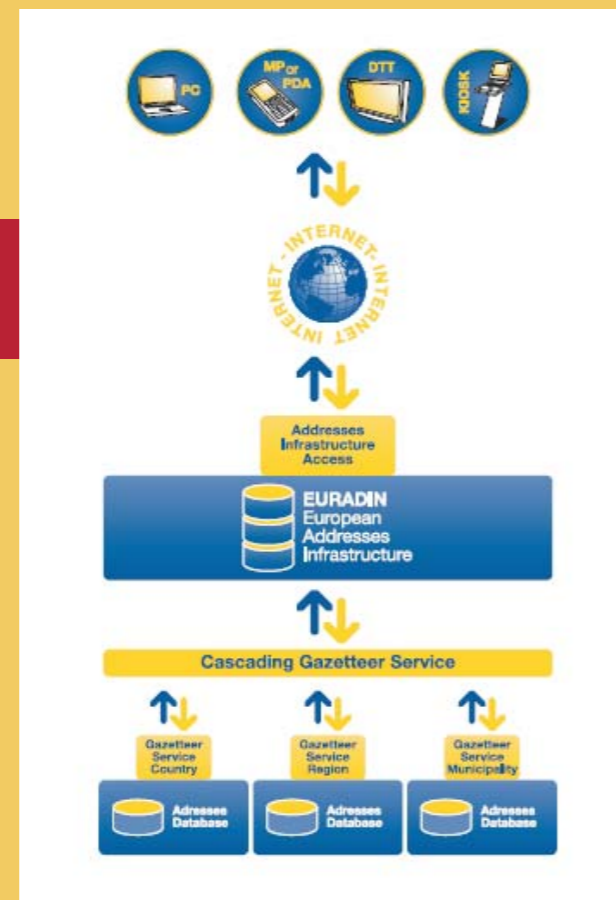 PC
MP or
PDA
DTT
KIOSK
INTERNET - INTERNET - INTERNET
Addresses
Infrastructure
Access
EURADIN
European
Addresses
Infrastructure
Cascading Gazetteer Service
Gazetteer
Service
Country
Gazetteer
Service
Region
Gazetteer
Service
Municipality
Adresses
Database
Adresses
Database
Adresses
Database